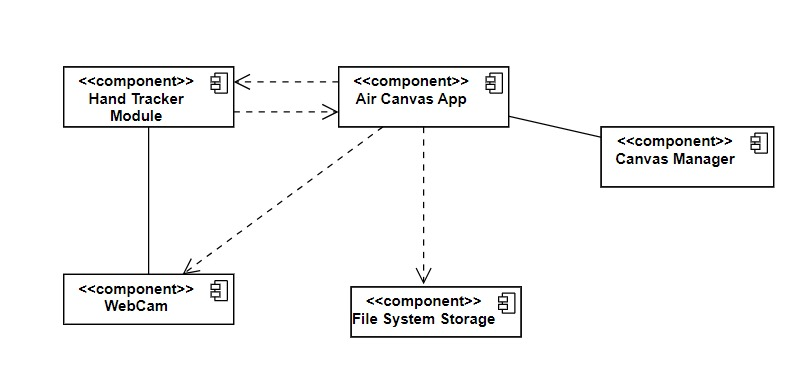 <<component>>
Hand Tracker
Module
<<component>>
Air Canvas App
<<component>>
Canvas Manager
<<component>>
WebCam
<<component>>
File System Storage